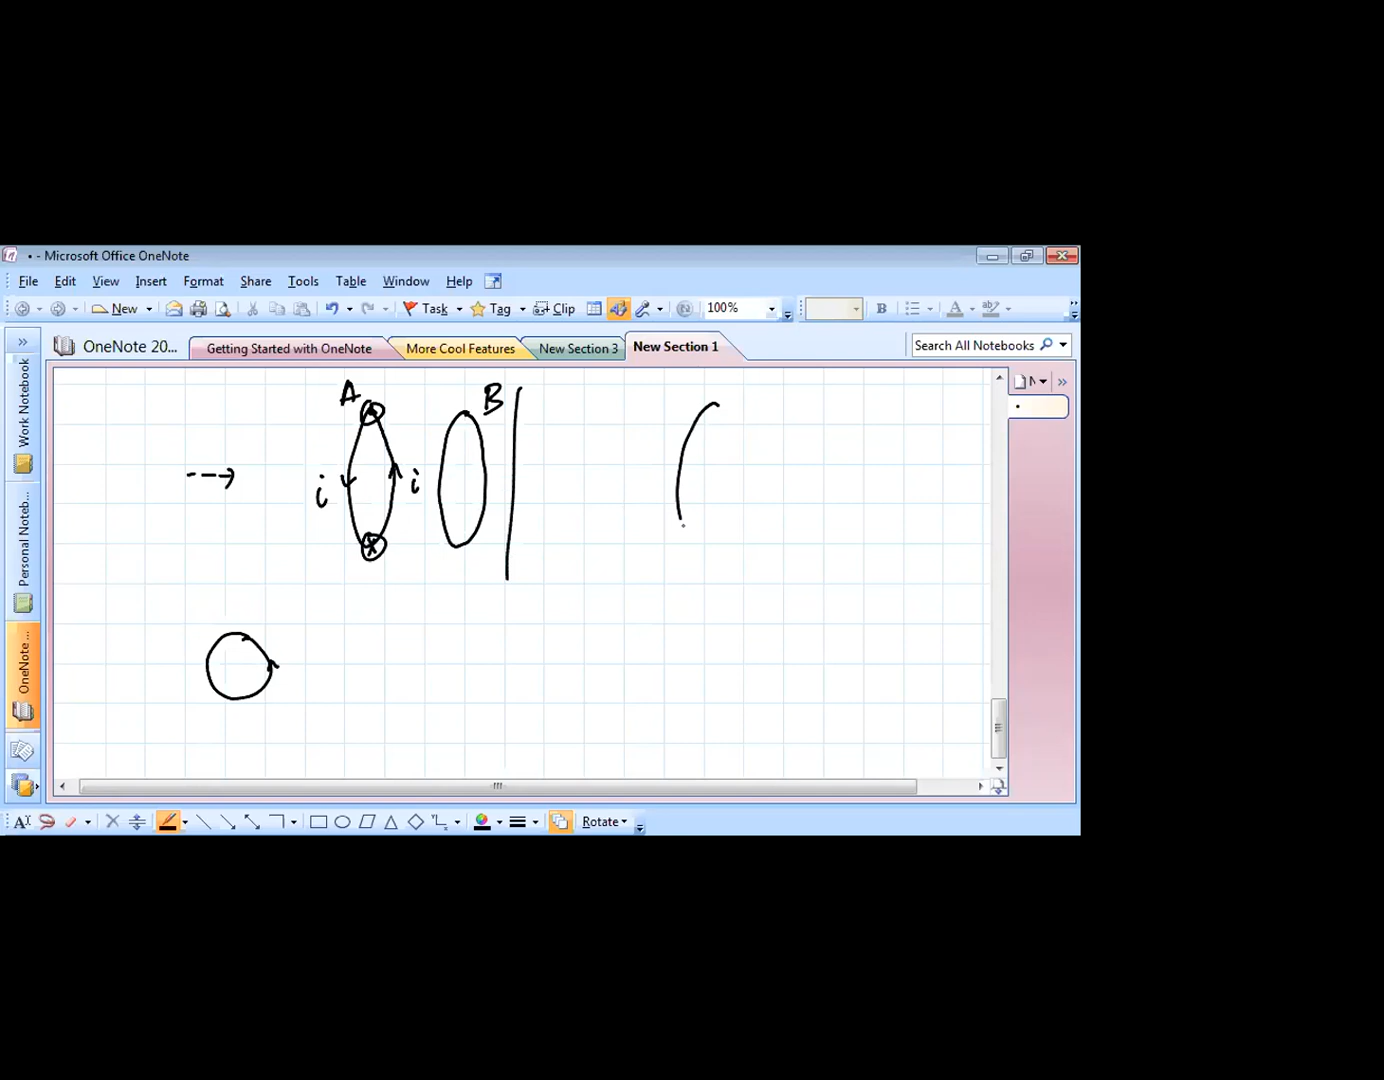 • - Microsoft Office OneNote
File Edit View Insert Format Share Tools Table Window Help
New Task Tag Clip 100% B A ab
OneNote 20... Getting Started with OneNote More Cool Features New Section 3 New Section 1 Search All Notebooks
Work Notebook
Personal Noteb...
OneNote ...
A B
i i
A Rotate